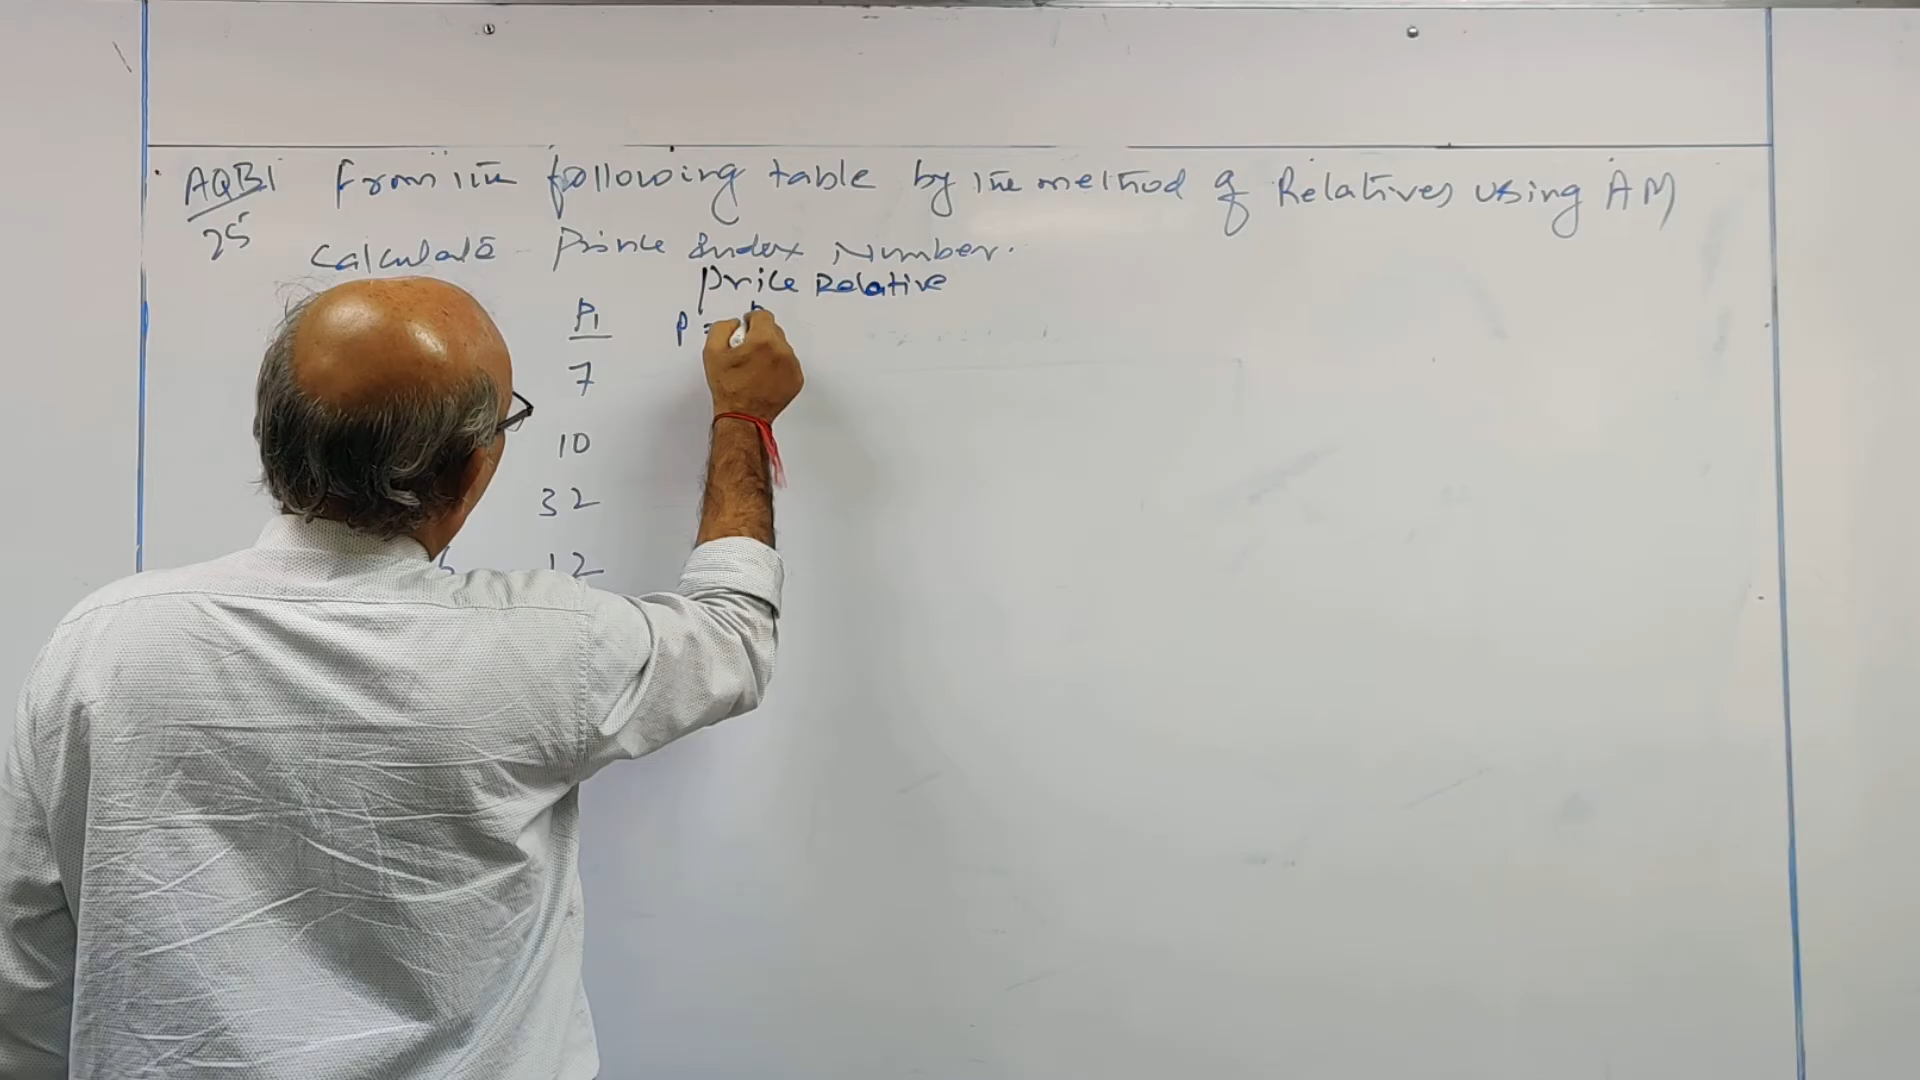 AQB1 From the following table by the method of Relatives using AM
25
Calculate Price Index Number.
Price Relative
P1
P =
7
10
32
12